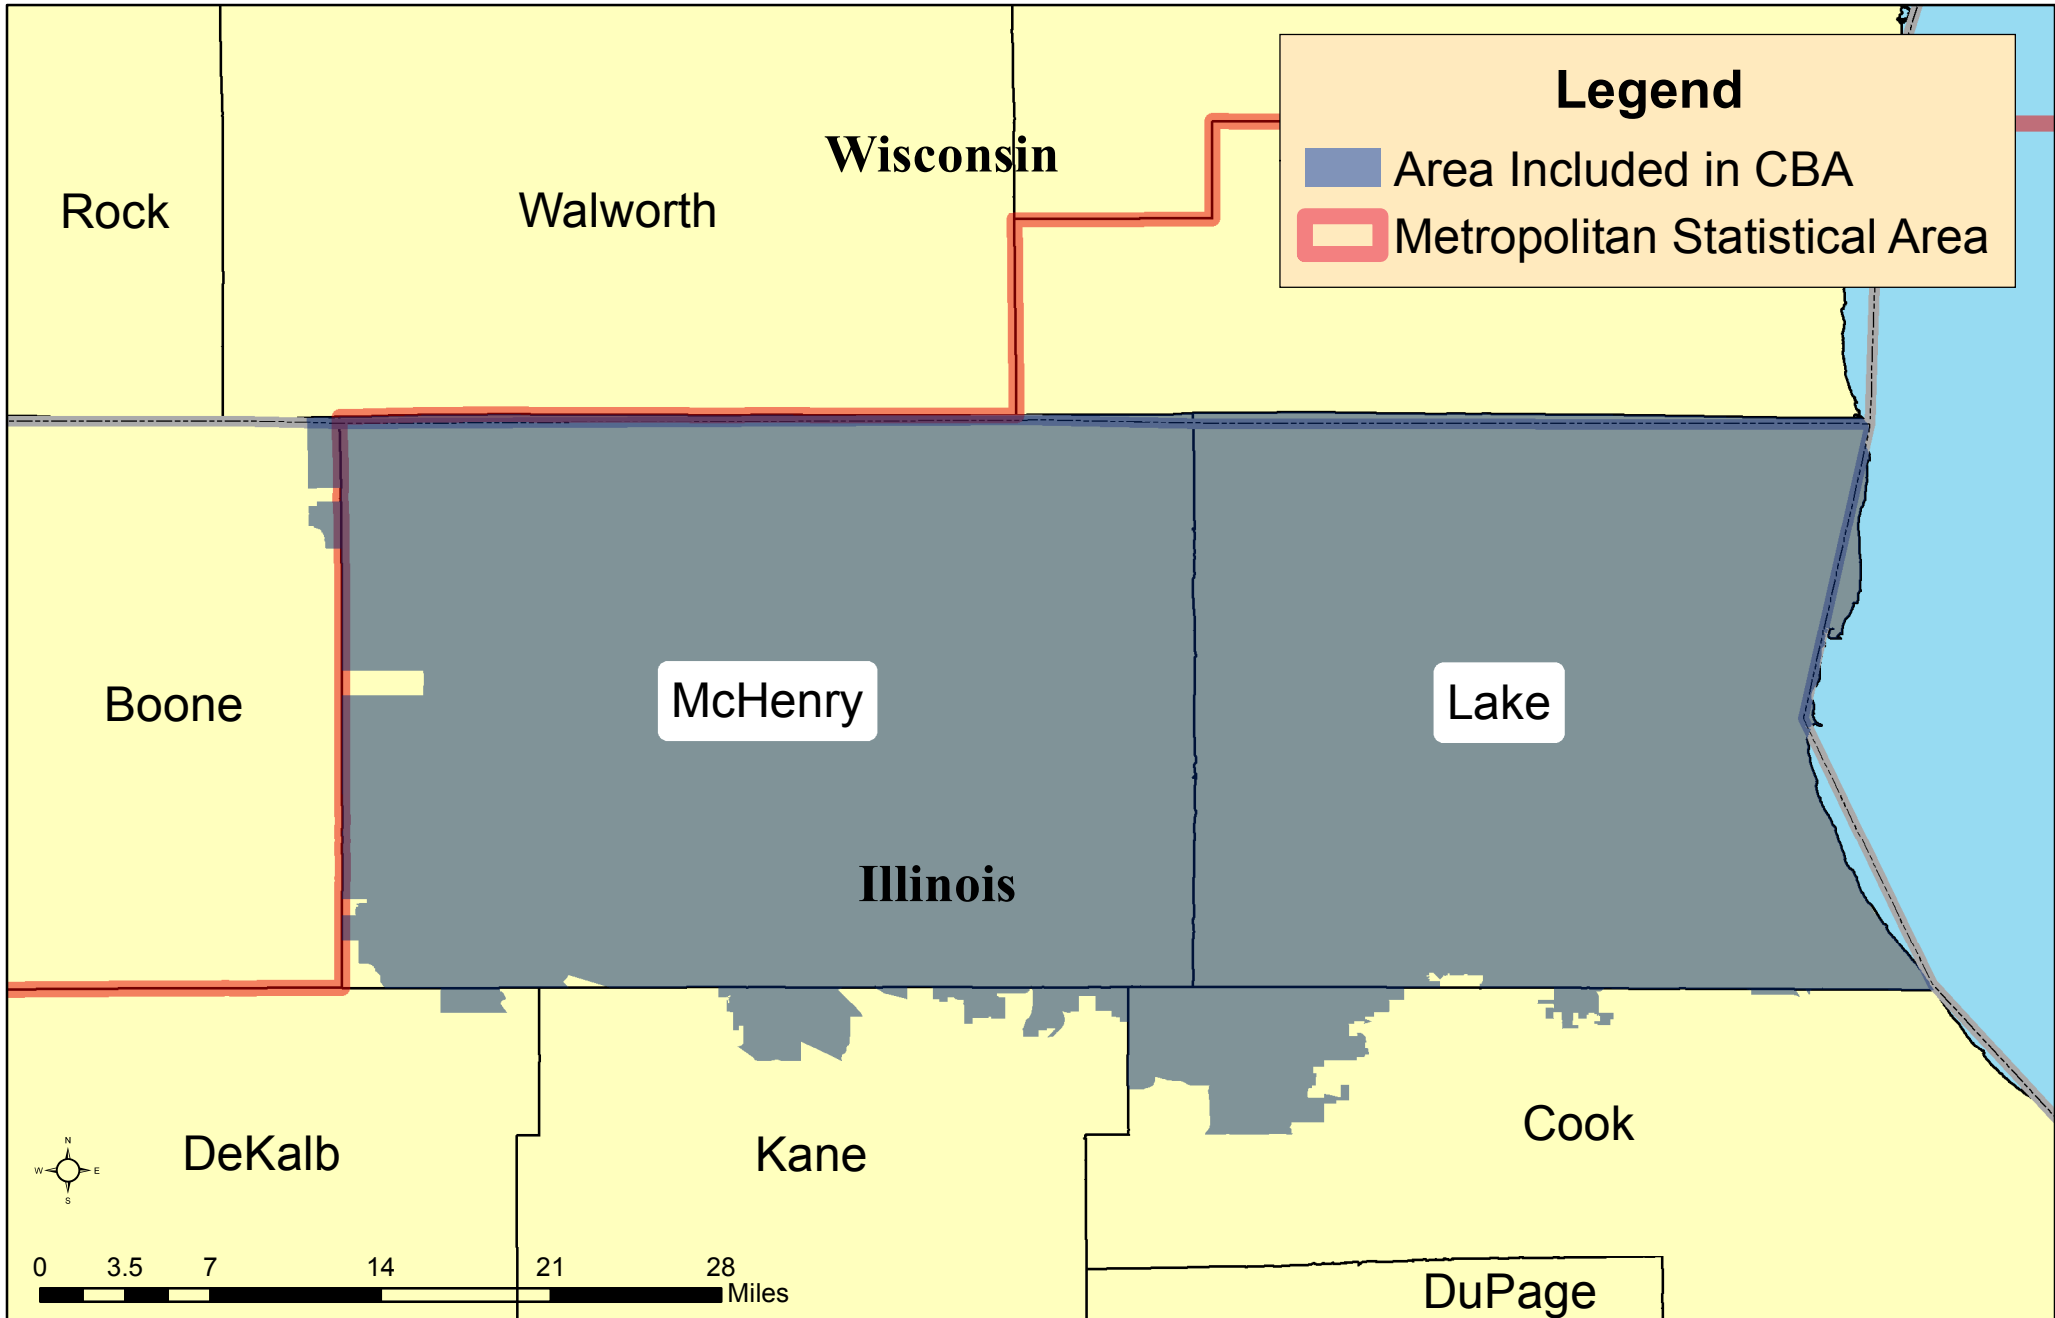 Legend
Area Included in CBA
Metropolitan Statistical Area
Wisconsin
Rock
Walworth
Boone
McHenry
Lake
Illinois
DeKalb
Kane
Cook
DuPage
N
W E
S
0 3.5 7 14 21 28
Miles